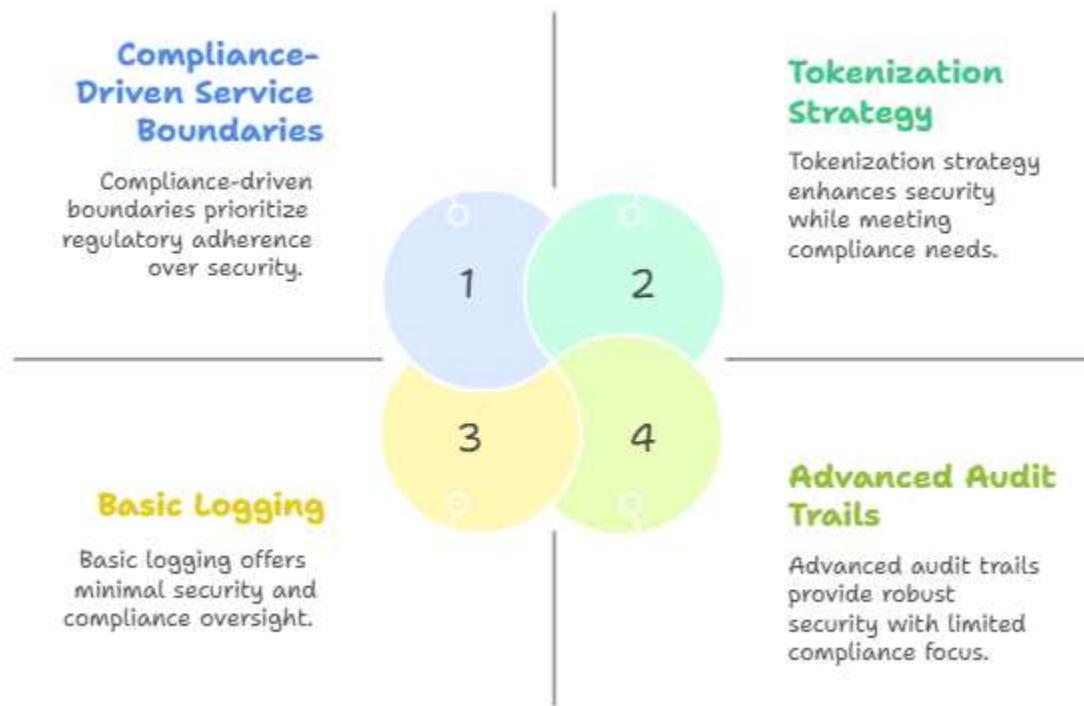 Compliance-
Driven Service
Boundaries
Compliance-driven
boundaries prioritize
regulatory adherence
over security.
Tokenization
Strategy
Tokenization strategy
enhances security
while meeting
compliance needs.
1
2
3
4
Basic Logging
Basic logging offers
minimal security and
compliance oversight.
Advanced Audit
Trails
Advanced audit trails
provide robust
security with limited
compliance focus.